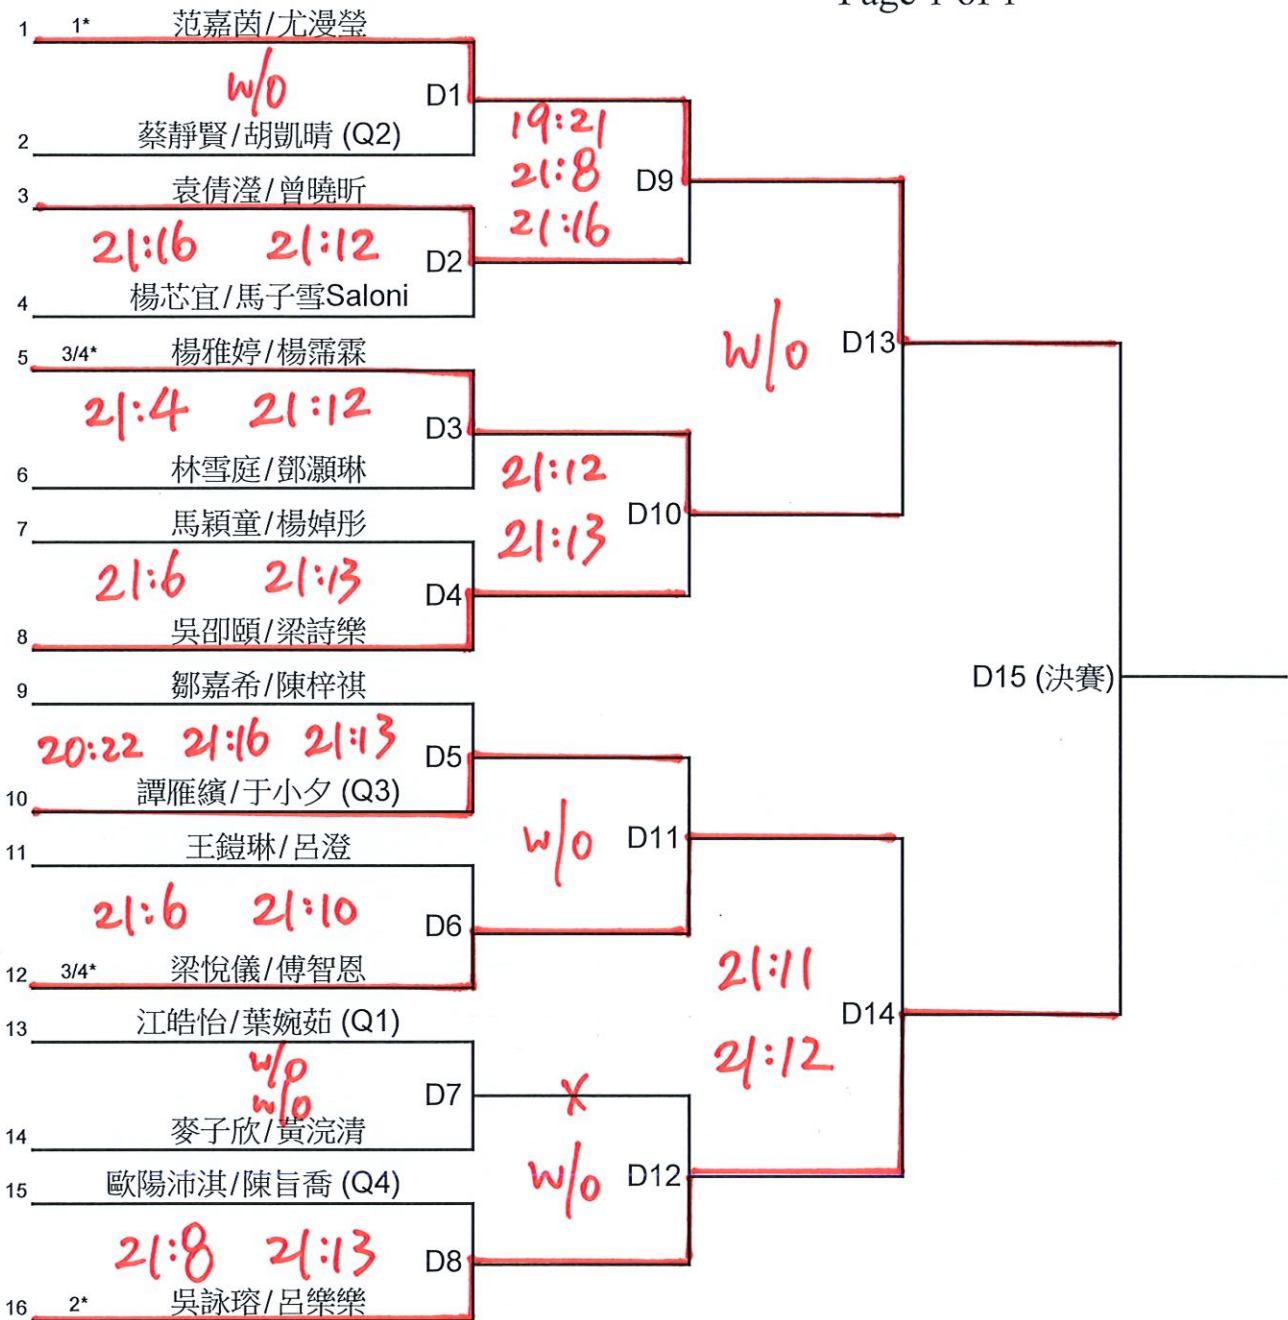 Page 1 of 1
1 1* 范嘉茵/尤漫瑩
w/o D1
2 蔡靜賢/胡凱晴 (Q2)
19:21
21:8 D9
21:16
3 袁倩瀅/曾曉昕
21:16 21:12 D2
4 楊芯宜/馬子雪Saloni
w/o D13
5 3/4* 楊雅婷/楊霈霖
21:4 21:12 D3
6 林雪庭/鄧灝琳
21:12
21:13 D10
7 馬穎童/楊婥彤
21:6 21:13 D4
8 吳卲頤/梁詩樂
D15 (決賽)
9 鄒嘉希/陳梓祺
20:22 21:16 21:13 D5
10 譚雁繽/于小夕 (Q3)
w/o D11
11 王鎧琳/呂澄
21:6 21:10 D6
12 3/4* 梁悅儀/傅智恩
21:11
21:12 D14
13 江皓怡/葉婉茹 (Q1)
w/o
w/o D7 X
14 麥子欣/黃浣清
w/o D12
15 歐陽沛淇/陳旨喬 (Q4)
21:8 21:13 D8
16 2* 吳詠瑢/呂樂樂